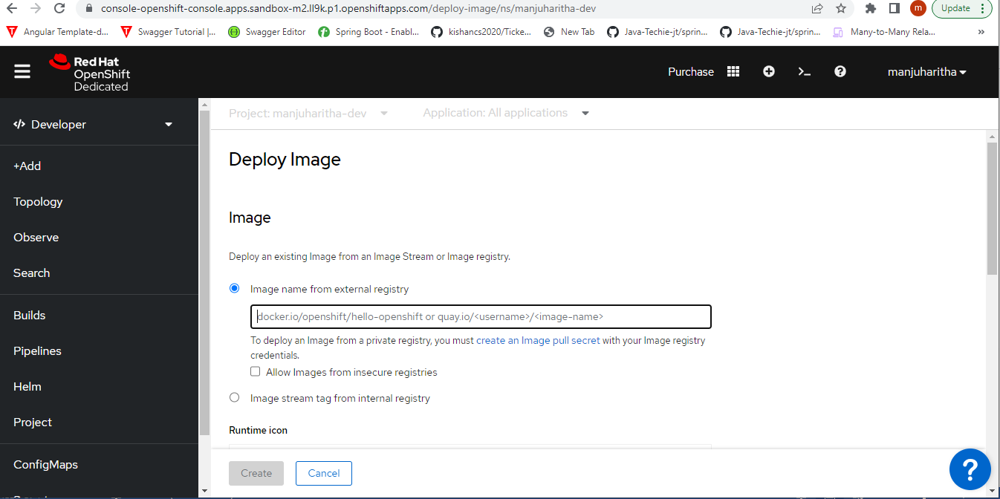 console-openshift-console.apps.sandbox-m2.ll9k.p1.openshiftapps.com/deploy-image/ns/manjuharitha-dev
m
Update
Angular Template-d...
Swagger Tutorial |...
Swagger Editor
Spring Boot - Enabl...
kishancs2020/Ticke...
New Tab
Java-Techie-jt/sprin...
Java-Techie-jt/sprin...
Many-to-Many Rela...
»
Red Hat
OpenShift
Dedicated
Purchase
manjuharitha
Developer
+Add
Topology
Observe
Search
Builds
Pipelines
Helm
Project
ConfigMaps
Project: manjuharitha-dev
Application: All applications
Deploy Image
Image
Deploy an existing Image from an Image Stream or Image registry.
Image name from external registry
docker.io/openshift/hello-openshift or quay.io/<username>/<image-name>
To deploy an Image from a private registry, you must create an Image pull secret with your Image registry
credentials.
Allow Images from insecure registries
Image stream tag from internal registry
Runtime icon
Create
Cancel
?